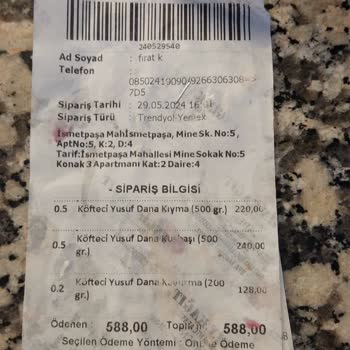 240529540
Ad Soyad : fırat k
Telefon :
0850241909049266306308=>
7D5
Sipariş Tarihi : 29.05.2024 16:
Sipariş Türü : Trendyol Yemek
İsmetpaşa Mahİsmetpaşa, Mine Sk. No:5 ,
AptNo:5, K:2, D:4
Tarif:İsmetpaşa Mahallesi Mine Sokak No:5
Konak 3 Apartmanı Kat:2 Daire:4
- SİPARİŞ BİLGİSİ
0.5 Köfteci Yusuf Dana Kıyma (500 gr.) 220,00
0.5 Köfteci Yusuf Dana Kuşbaşı (500 240,00
gr.)
0.2 Köfteci Yusuf Dana Kavurma (200 128,00
gr.)
Ödenen : 588,00 Toplam : 588,00
Seçilen Ödeme Yöntemi : Online Ödeme